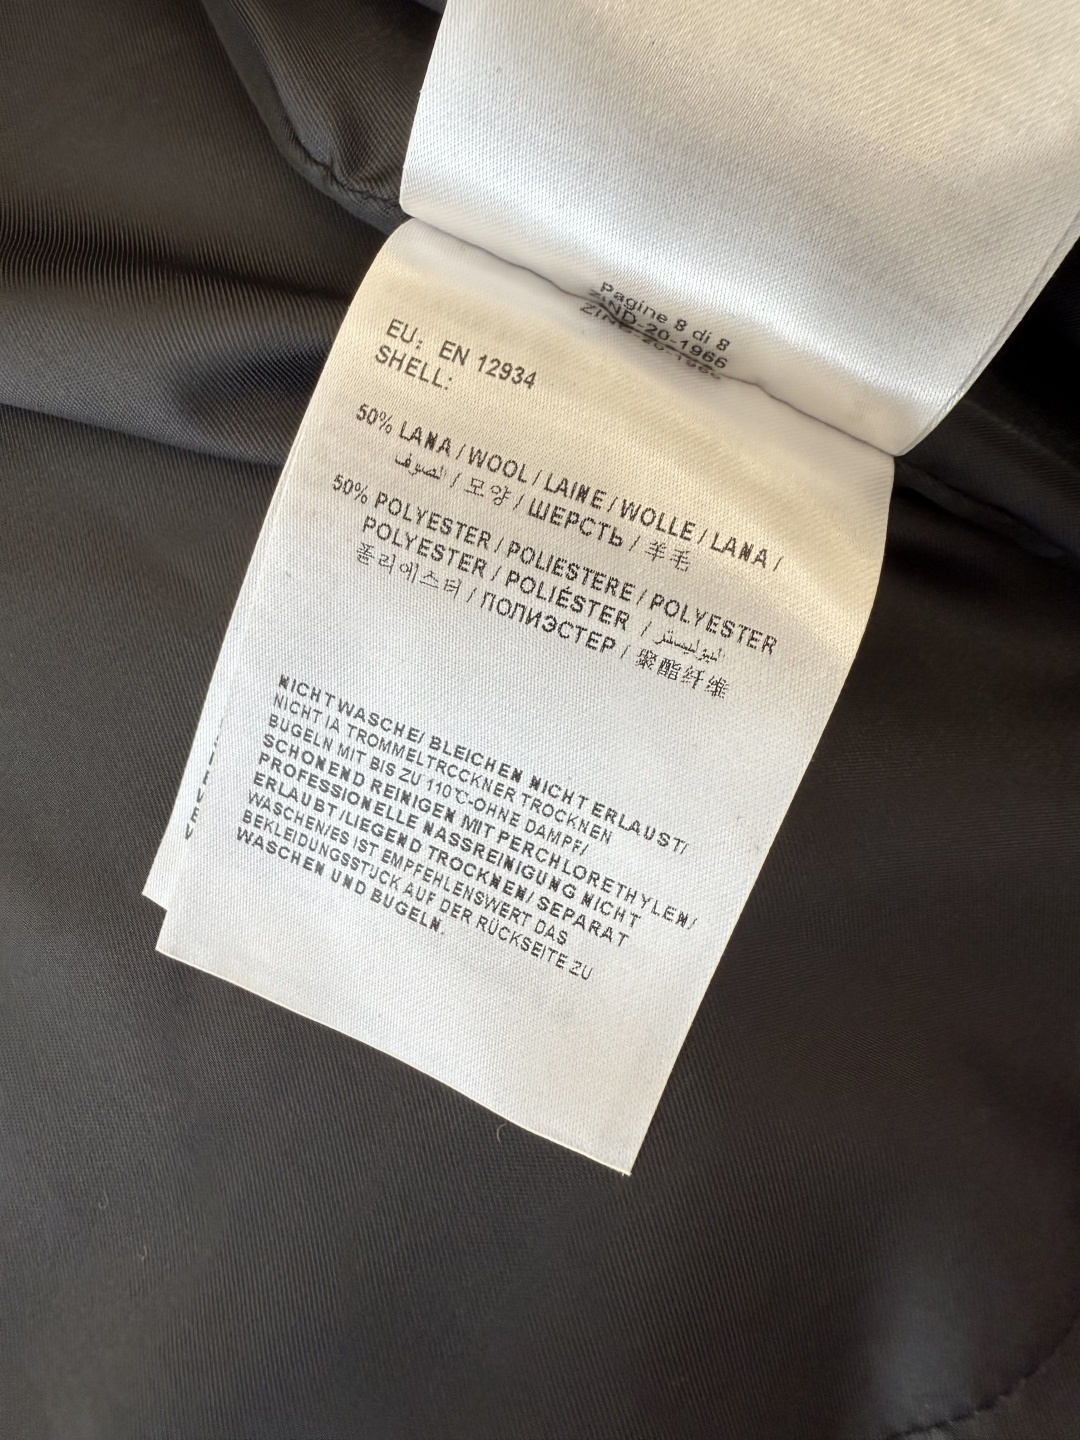 Pagine 8 di 8
ZIND-20-1966
EU: EN 12934
SHELL:
50% LANA / WOOL / LAINE / WOLLE / LANA /
الصوف / 모양 / ШЕРСТЬ / 羊毛
50% POLYESTER / POLIESTERE / POLYESTER
POLYESTER / POLIÉSTER / البوليستر
폴리에스터 / ПОЛИЭСТЕР / 聚酯纤维
NICHT WASCHE/ BLEICHEN NICHT ERLAUST/
NICHT IA TROMMELTRCCKNER TROCKNEN
BUGELN MIT BIS ZU 110℃-OHNE DAMPF/
SCHONEND REINIGEN MIT PERCHLORETHYLEN/
PROFESSIONELLE NASSREINIGUNG NICHT
ERLAUBT/LIEGEND TROCKNEN/ SEPARAT
WASCHEN/ES IST EMPFEHLENSWERT DAS
BEKLEIDUNGSSTUCK AUF DER RÜCKSEITE ZU
WASCHEN UND BUGELN.